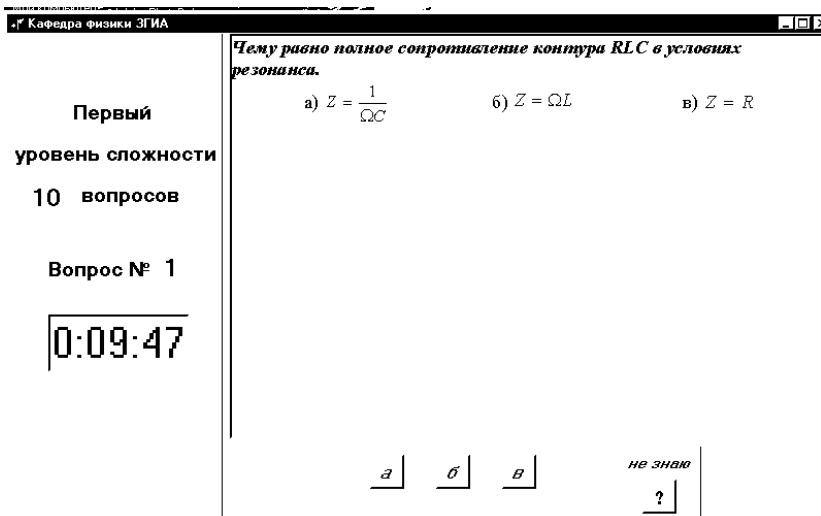 Кафедра физики ЗГИА
Чему равно полное сопротивление контура RLC в условиях
резонанса.
а) Z = 1/ΩC б) Z = ΩL в) Z = R
Первый
уровень сложности
10 вопросов
Вопрос № 1
0:09:47
а б в
не знаю
?